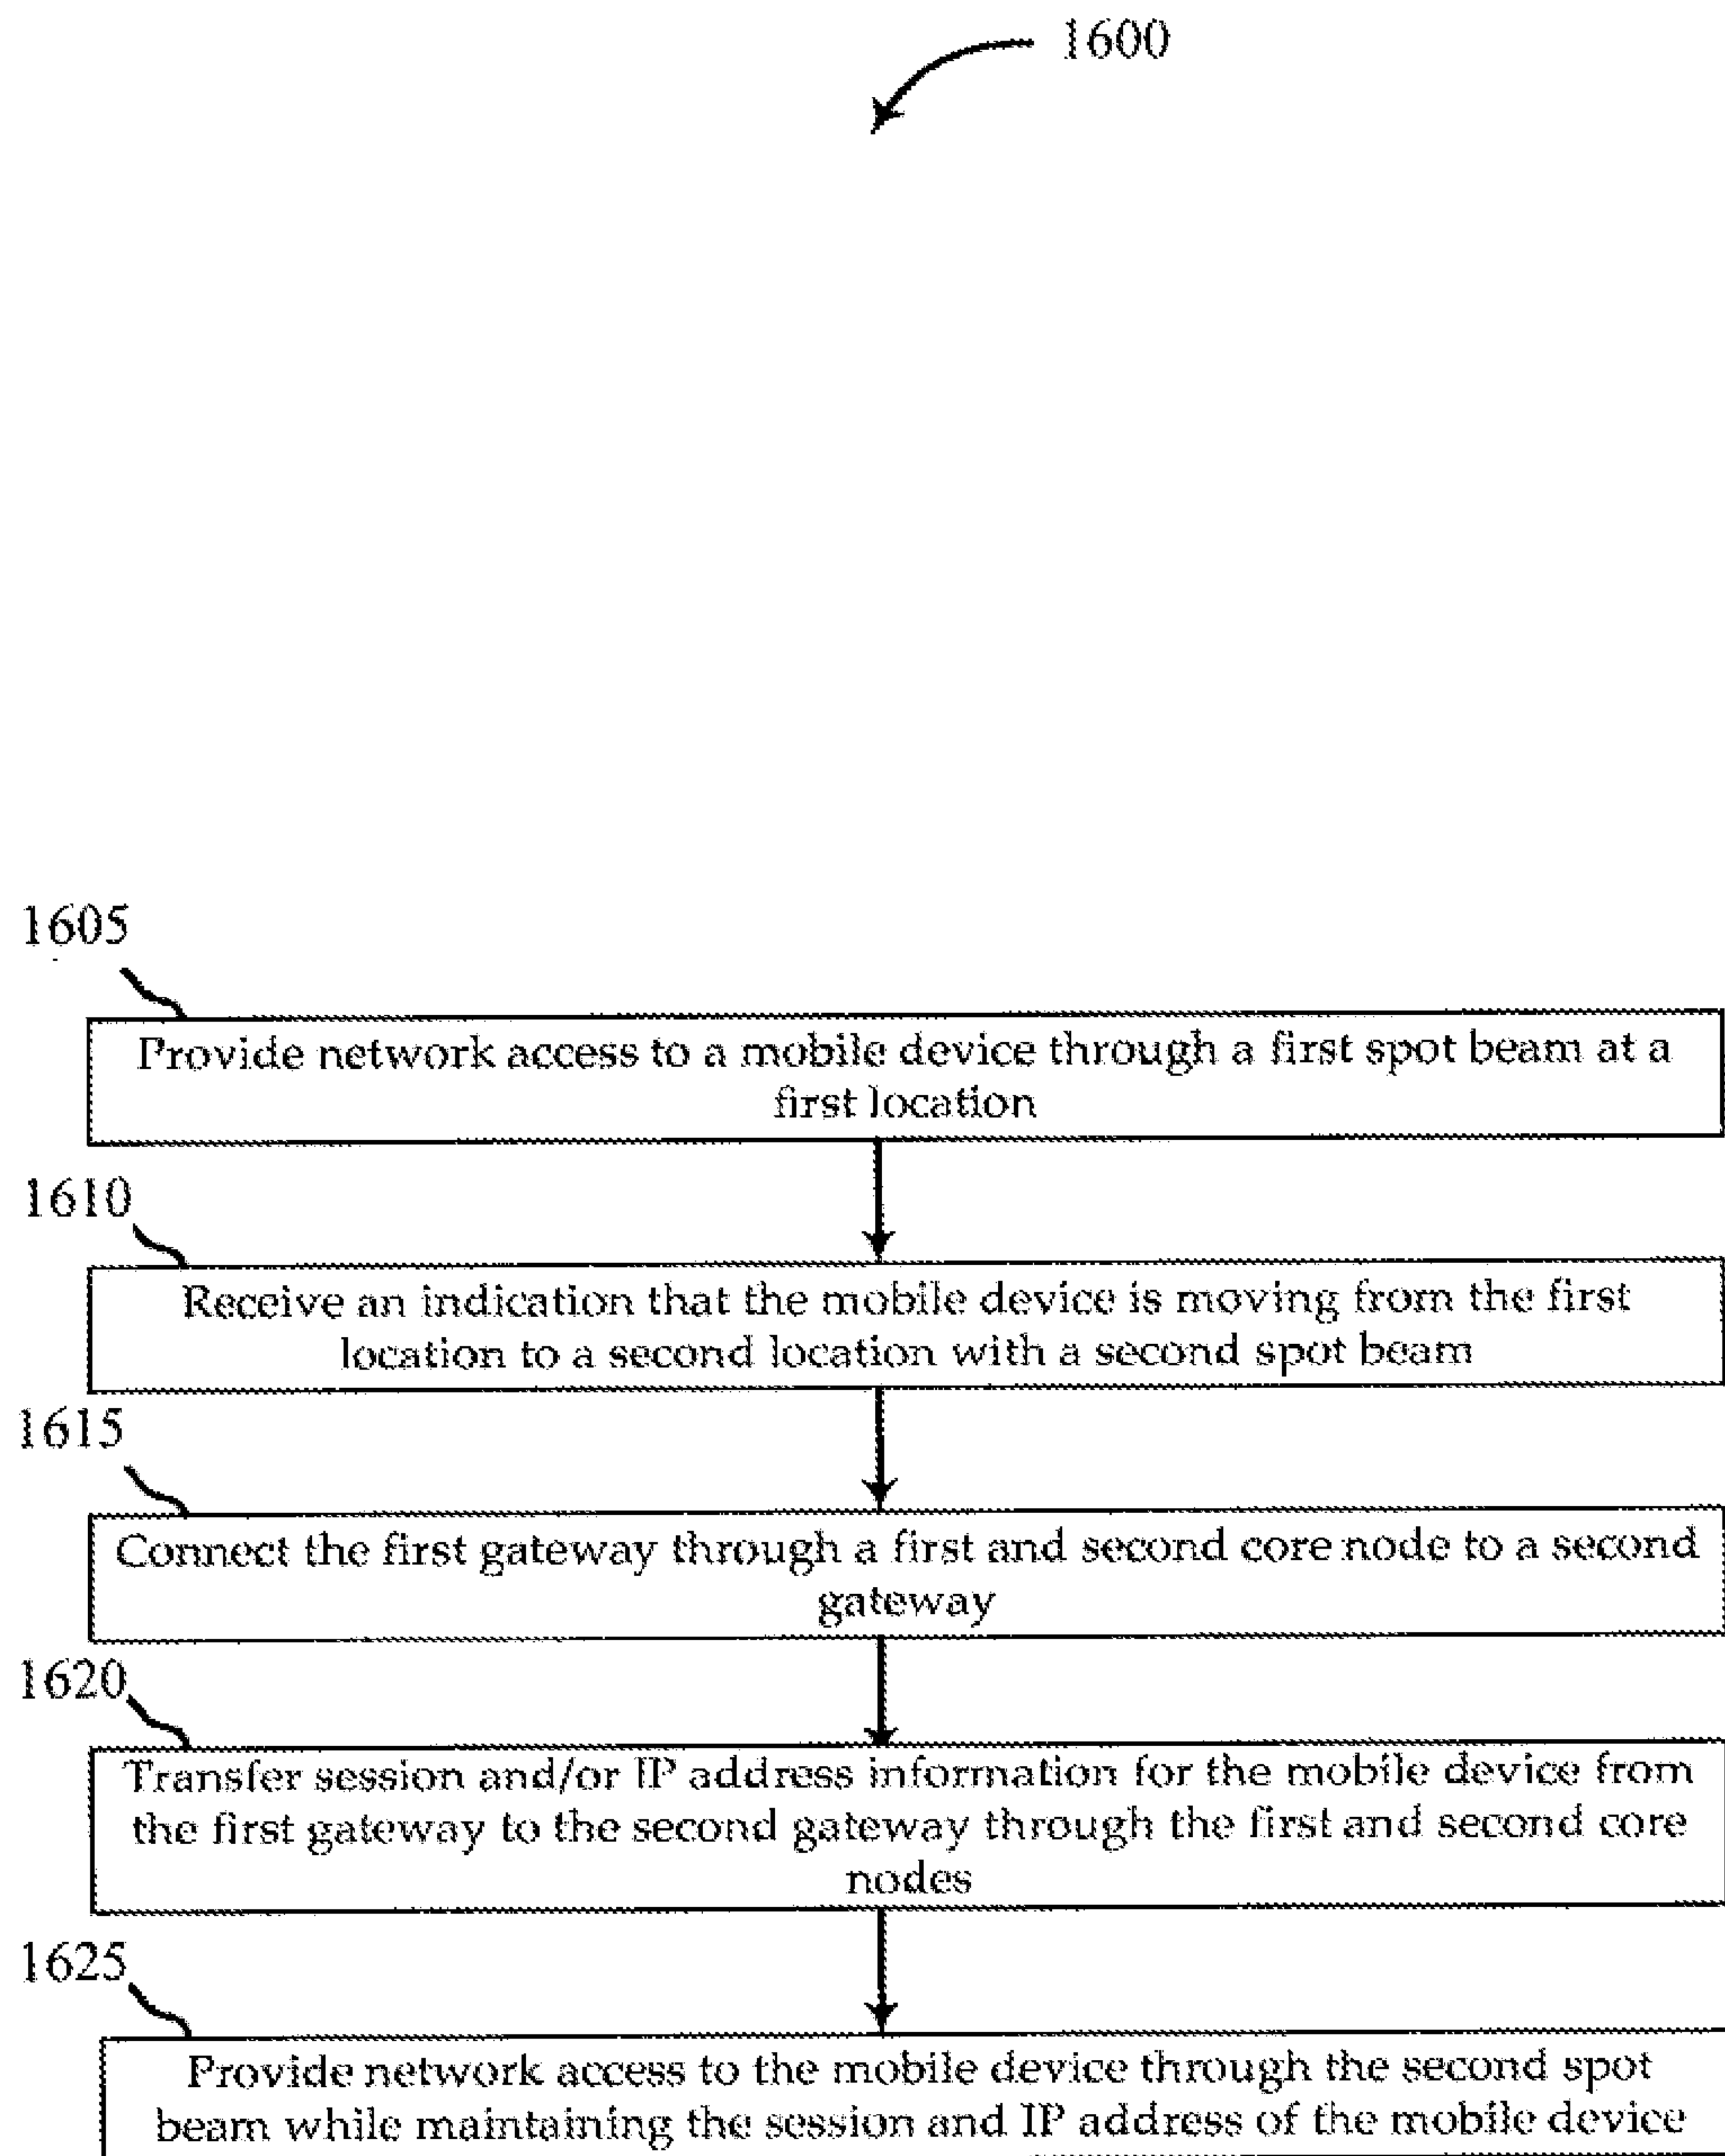 1600
1605
Provide network access to a mobile device through a first spot beam at a
first location
1610
Receive an indication that the mobile device is moving from the first
location to a second location with a second spot beam
1615
Connect the first gateway through a first and second core node to a second
gateway
1620
Transfer session and/or IP address information for the mobile device from
the first gateway to the second gateway through the first and second core
nodes
1625
Provide network access to the mobile device through the second spot
beam while maintaining the session and IP address of the mobile device